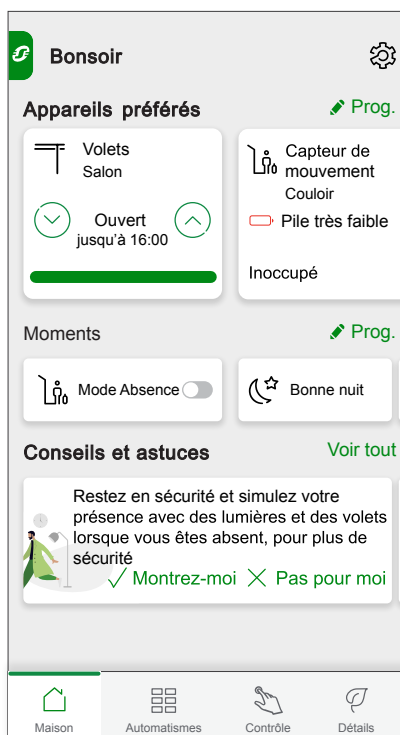 Bonsoir
Appareils préférés
Prog.
Volets
Salon
Ouvert
jusqu'à 16:00
Capteur de
mouvement
Couloir
Pile très faible
Inoccupé
Moments
Prog.
Mode Absence
Bonne nuit
Conseils et astuces
Voir tout
Restez en sécurité et simulez votre
présence avec des lumières et des volets
lorsque vous êtes absent, pour plus de
sécurité
Montrez-moi
Pas pour moi
Maison
Automatismes
Contrôle
Détails